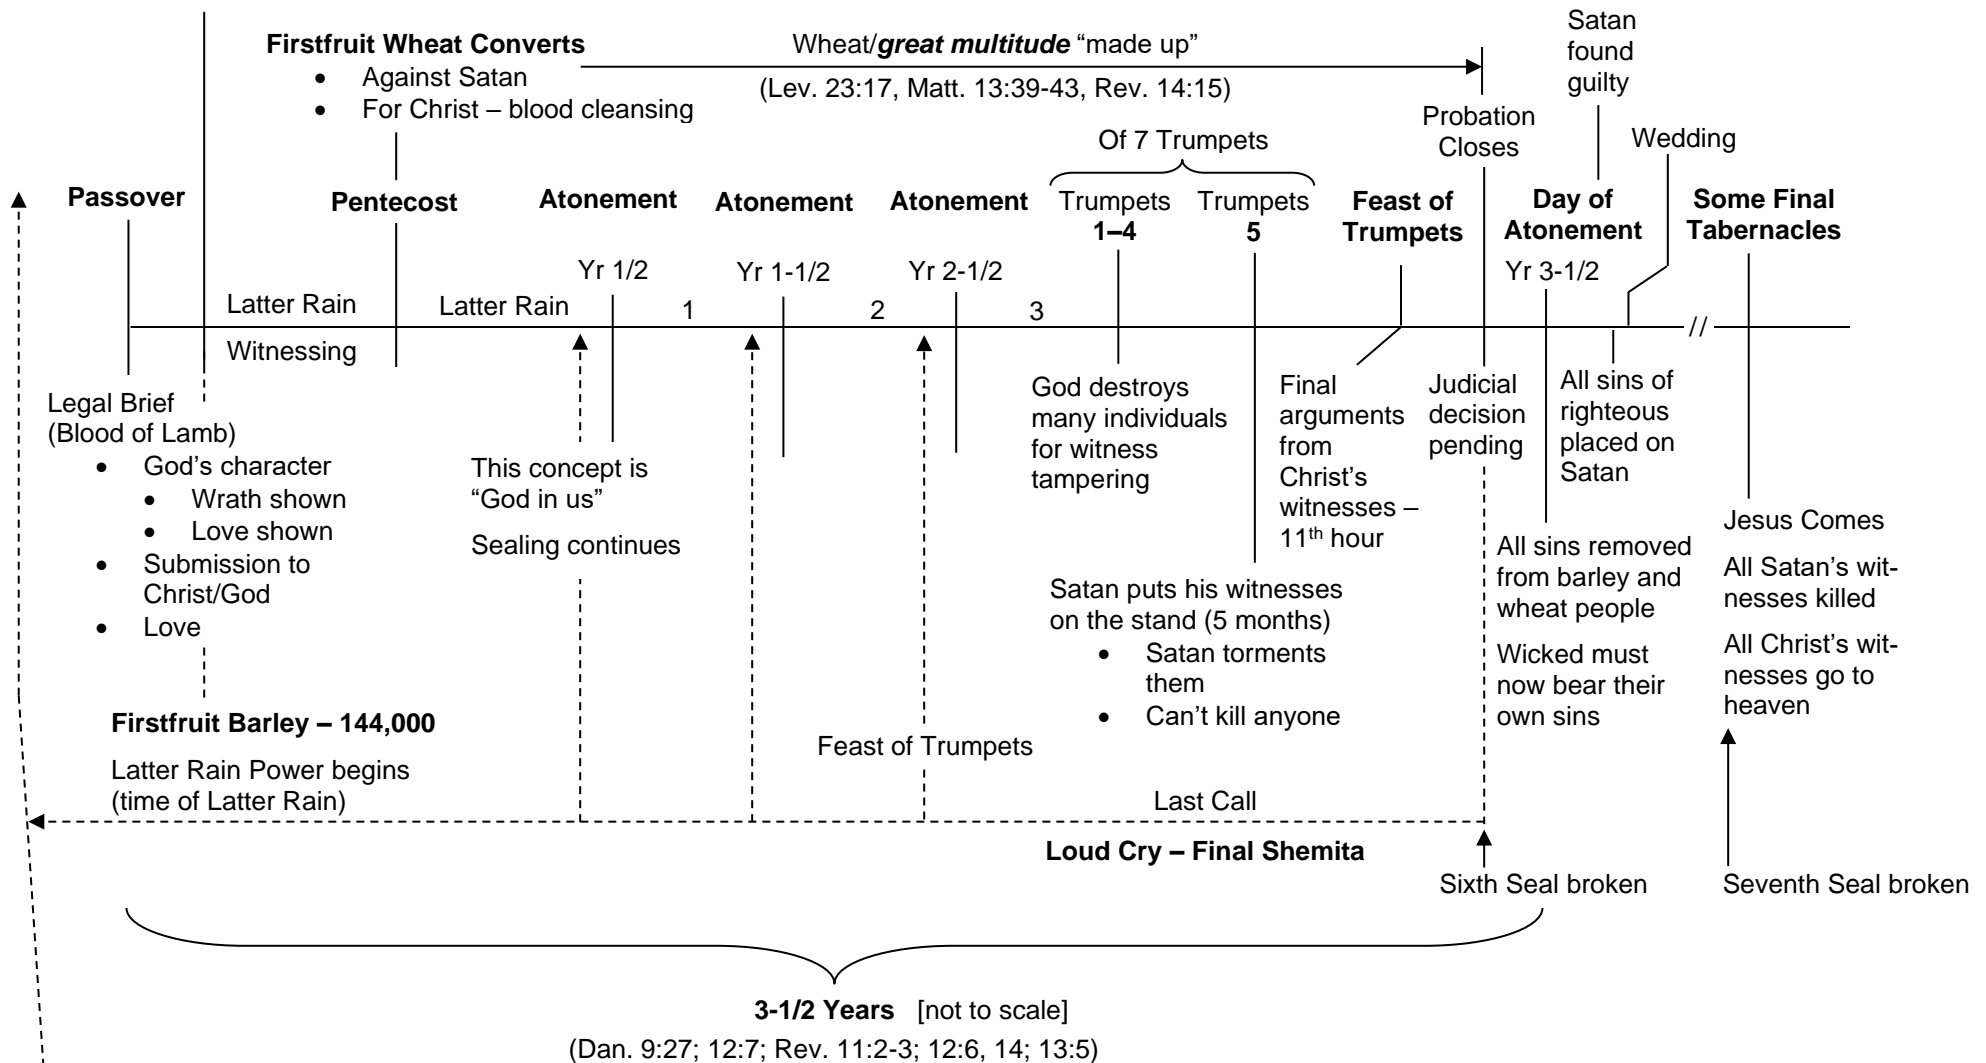 Satan
found
guilty
Firstfruit Wheat Converts
• Against Satan
• For Christ – blood cleansing
Wheat/great multitude “made up”
(Lev. 23:17, Matt. 13:39-43, Rev. 14:15)
Probation
Closes
Wedding
Of 7 Trumpets
Passover
Pentecost
Atonement
Yr 1/2
Atonement
Yr 1-1/2
Atonement
Yr 2-1/2
Trumpets
1–4
Trumpets
5
Feast of
Trumpets
Day of
Atonement
Yr 3-1/2
Some Final
Tabernacles
Latter Rain
Latter Rain
1
2
3
//
Witnessing
Legal Brief
(Blood of Lamb)
• God’s character
• Wrath shown
• Love shown
• Submission to
Christ/God
• Love
This concept is
“God in us”
Sealing continues
God destroys
many individuals
for witness
tampering
Final
arguments
from
Christ’s
witnesses –
11th hour
Judicial
decision
pending
All sins of
righteous
placed on
Satan
All sins removed
from barley and
wheat people
Wicked must
now bear their
own sins
Jesus Comes
All Satan’s wit-
nesses killed
All Christ’s wit-
nesses go to
heaven
Satan puts his witnesses
on the stand (5 months)
• Satan torments
them
• Can’t kill anyone
Firstfruit Barley – 144,000
Latter Rain Power begins
(time of Latter Rain)
Feast of Trumpets
Last Call
Loud Cry – Final Shemita
Sixth Seal broken
Seventh Seal broken
3-1/2 Years [not to scale]
(Dan. 9:27; 12:7; Rev. 11:2-3; 12:6, 14; 13:5)